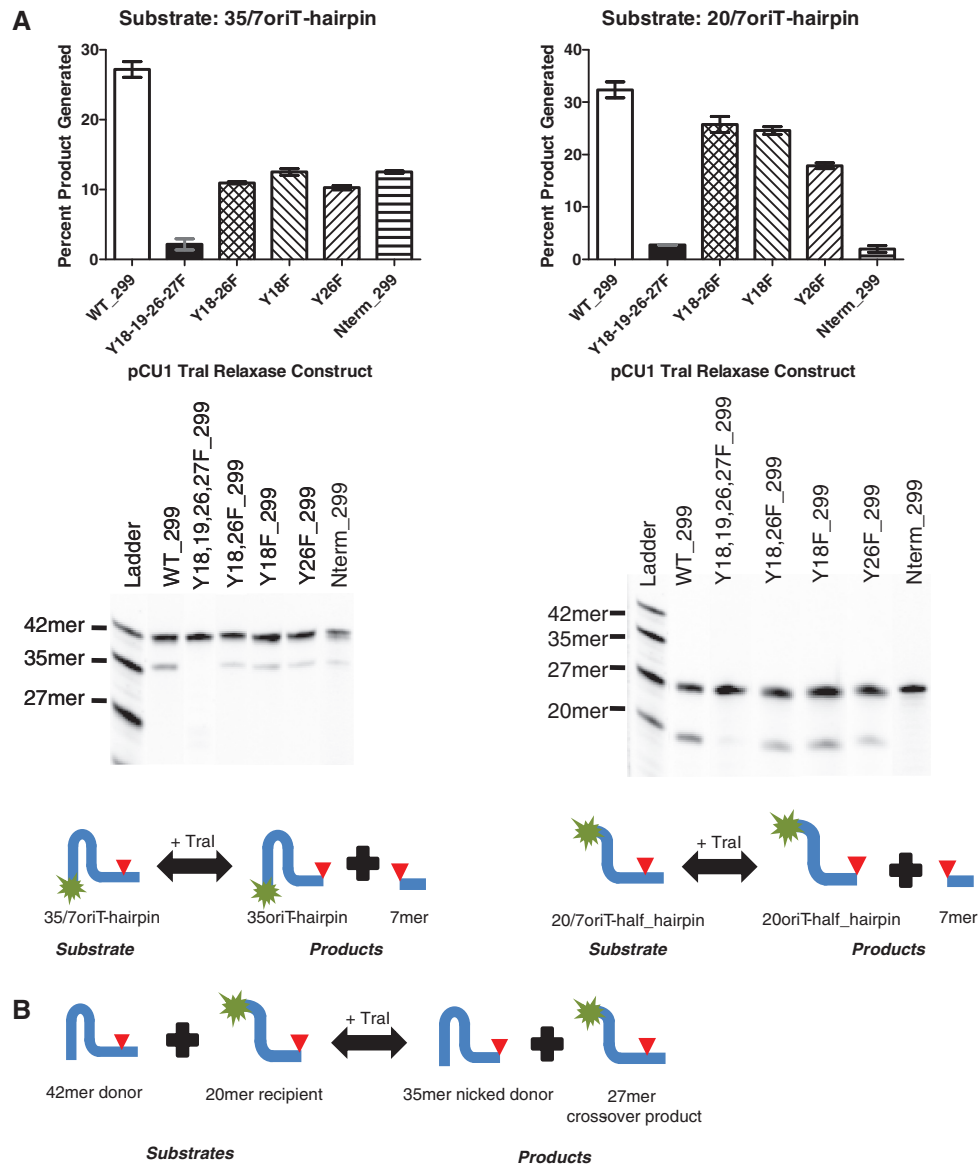 A
Substrate: 35/7oriT-hairpin
Percent Product Generated
30
20
10
0
WT_299
Y18-19-26-27F
Y18-26F
Y18F
Y26F
Nterm_299
pCU1 TraI Relaxase Construct
Substrate: 20/7oriT-hairpin
Percent Product Generated
40
30
20
10
0
WT_299
Y18-19-26-27F
Y18-26F
Y18F
Y26F
Nterm_299
pCU1 TraI Relaxase Construct
Ladder
WT_299
Y18,19,26,27F_299
Y18,26F_299
Y18F_299
Y26F_299
Nterm_299
42mer
35mer
27mer
Ladder
WT_299
Y18,19,26,27F_299
Y18,26F_299
Y18F_299
Y26F_299
Nterm_299
42mer
35mer
27mer
20mer
+ TraI
35/7oriT-hairpin
35oriT-hairpin
7mer
Substrate
Products
+ TraI
20/7oriT-half_hairpin
20oriT-half_hairpin
7mer
Substrate
Products
B
+ TraI
42mer donor
20mer recipient
35mer nicked donor
27mer
crossover product
Substrates
Products